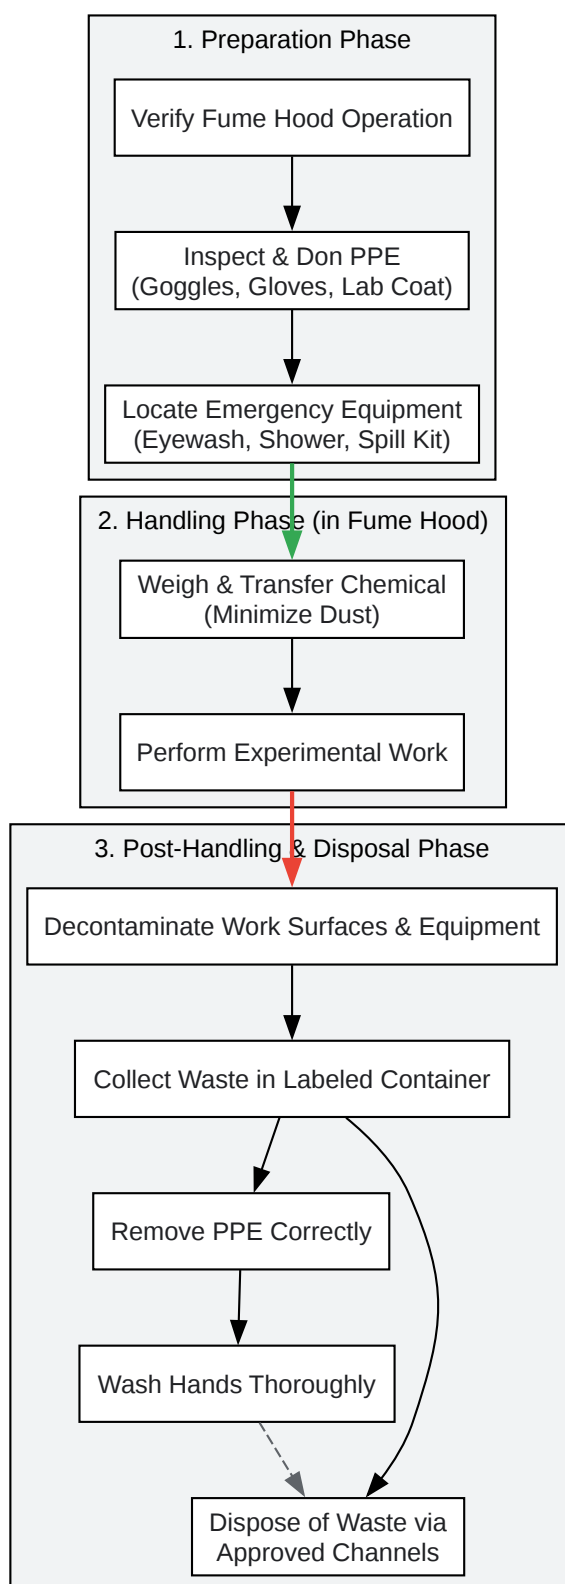 1. Preparation Phase
Verify Fume Hood Operation
Inspect & Don PPE
(Goggles, Gloves, Lab Coat)
Locate Emergency Equipment
(Eyewash, Shower, Spill Kit)
2. Handling Phase (in Fume Hood)
Weigh & Transfer Chemical
(Minimize Dust)
Perform Experimental Work
3. Post-Handling & Disposal Phase
Decontaminate Work Surfaces & Equipment
Collect Waste in Labeled Container
Remove PPE Correctly
Wash Hands Thoroughly
Dispose of Waste via
Approved Channels